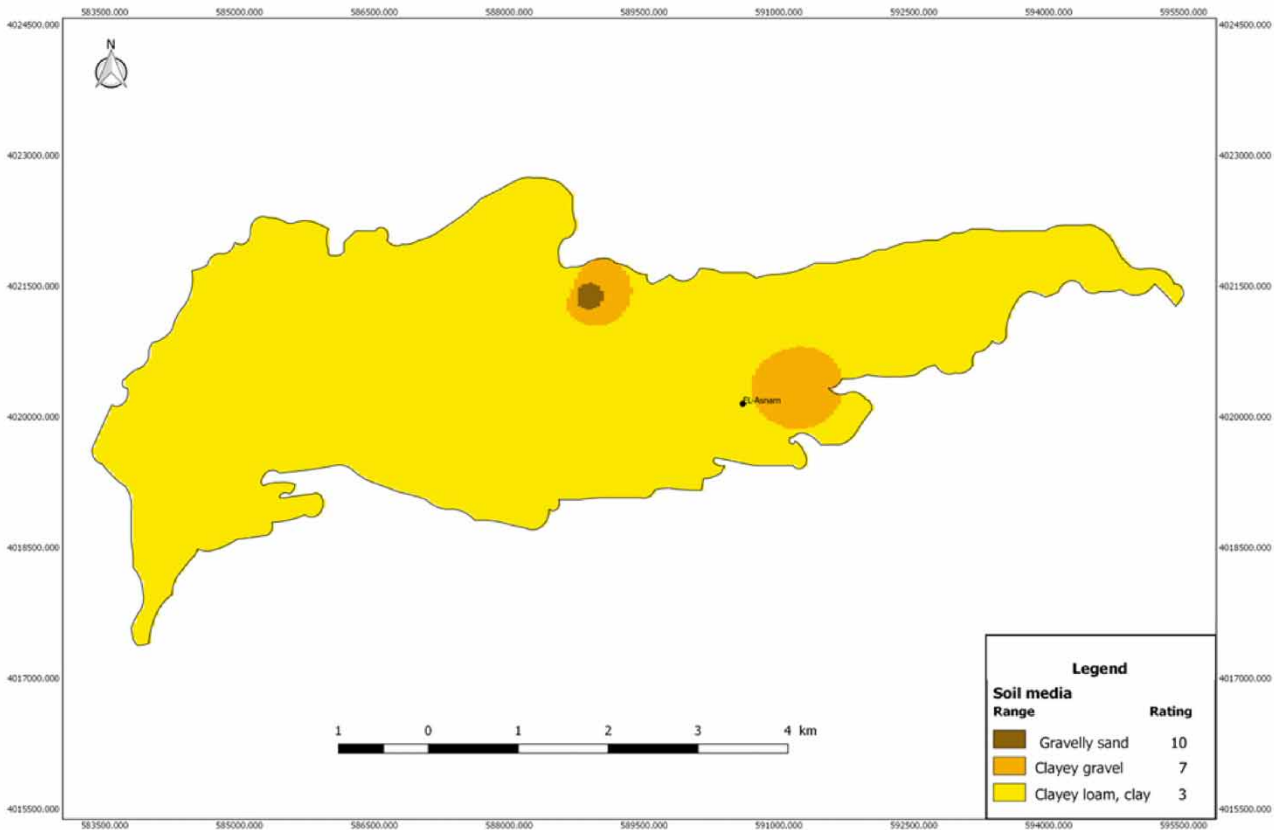 583500.000 585000.000 586500.000 588000.000 589500.000 591000.000 592500.000 594000.000 595500.000
4024500.000 4024500.000
N
4023000.000 4023000.000
4021500.000 4021500.000
EL-Asnam
4020000.000 4020000.000
4018500.000 4018500.000
Legend
4017000.000 4017000.000
Soil media
Range Rating
1 0 1 2 3 4 km
Gravelly sand 10
Clayey gravel 7
Clayey loam, clay 3
4015500.000 4015500.000
583500.000 585000.000 586500.000 588000.000 589500.000 591000.000 592500.000 594000.000 595500.000